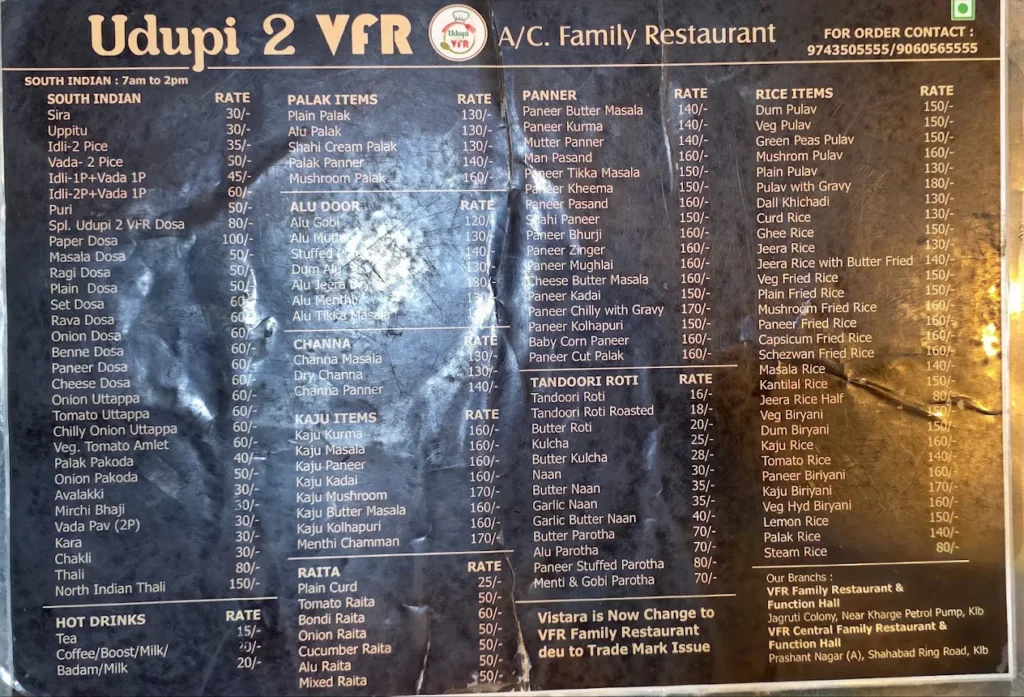 Udupi 2 VFR
Udupi
VFR
A/C. Family Restaurant
FOR ORDER CONTACT :
9743505555/9060565555
SOUTH INDIAN : 7am to 2pm
SOUTH INDIAN RATE
Sira 30/-
Uppitu 30/-
Idli-2 Pice 35/-
Vada- 2 Pice 50/-
Idli-1P+Vada 1P 45/-
Idli-2P+Vada 1P 60/-
Puri 50/-
Spl. Udupi 2 VFR Dosa 80/-
Paper Dosa 100/-
Masala Dosa 50/-
Ragi Dosa 50/-
Plain Dosa 50/-
Set Dosa 60/-
Rava Dosa 60/-
Onion Dosa 60/-
Benne Dosa 60/-
Paneer Dosa 60/-
Cheese Dosa 60/-
Onion Uttappa 60/-
Tomato Uttappa 60/-
Chilly Onion Uttappa 60/-
Veg. Tomato Amlet 60/-
Palak Pakoda 40/-
Onion Pakoda 50/-
Avalakki 30/-
Mirchi Bhaji 30/-
Vada Pav (2P) 30/-
Kara 30/-
Chakli 30/-
Thali 80/-
North Indian Thali 150/-
HOT DRINKS RATE
Tea 15/-
Coffee/Boost/Milk/
Badam/Milk 20/-
PALAK ITEMS RATE
Plain Palak 130/-
Alu Palak 130/-
Shahi Cream Palak 130/-
Palak Panner 140/-
Mushroom Palak 160/-
ALU DOOR RATE
Alu Gobi 120/-
Alu 130/-
Stuffed 140/-
Dum Alu
Alu Jeera
Alu Menthi
Alu Tikka Masala
CHANNA RATE
Channa Masala 130/-
Dry Channa 130/-
Channa Panner 140/-
KAJU ITEMS RATE
Kaju Kurma 160/-
Kaju Masala 160/-
Kaju Paneer 160/-
Kaju Kadai 160/-
Kaju Mushroom 170/-
Kaju Butter Masala 160/-
Kaju Kolhapuri 160/-
Menthi Chamman 170/-
RAITA RATE
Plain Curd 25/-
Tomato Raita 50/-
Bondi Raita 60/-
Onion Raita 50/-
Cucumber Raita 50/-
Alu Raita 50/-
Mixed Raita 50/-
PANNER RATE
Paneer Butter Masala 140/-
Paneer Kurma 140/-
Mutter Panner 140/-
Man Pasand 160/-
Paneer Tikka Masala 150/-
Paneer Kheema 150/-
Paneer Pasand 160/-
Shahi Paneer 150/-
Paneer Bhurji 160/-
Paneer Zinger 160/-
Paneer Mughlai 160/-
Cheese Butter Masala 160/-
Paneer Kadai 150/-
Paneer Chilly with Gravy 170/-
Paneer Kolhapuri 150/-
Baby Corn Paneer 160/-
Paneer Cut Palak 160/-
TANDOORI ROTI RATE
Tandoori Roti 16/-
Tandoori Roti Roasted 18/-
Butter Roti 20/-
Kulcha 25/-
Butter Kulcha 28/-
Naan 30/-
Butter Naan 35/-
Garlic Naan 35/-
Garlic Butter Naan 40/-
Butter Parotha 70/-
Alu Parotha 70/-
Paneer Stuffed Parotha 80/-
Menti & Gobi Parotha 70/-
Vistara is Now Change to
VFR Family Restaurant
deu to Trade Mark Issue
RICE ITEMS RATE
Dum Pulav 150/-
Veg Pulav 150/-
Green Peas Pulav 150/-
Mushrom Pulav 160/-
Plain Pulav 130/-
Pulav with Gravy 180/-
Dall Khichadi 130/-
Curd Rice 130/-
Ghee Rice 150/-
Jeera Rice 130/-
Jeera Rice with Butter Fried 140/-
Veg Fried Rice 150/-
Plain Fried Rice 150/-
Mushroom Fried Rice 160/-
Paneer Fried Rice 160/-
Capsicum Fried Rice 160/-
Schezwan Fried Rice 160/-
Masala Rice 140/-
Kantilal Rice 150/-
Jeera Rice Half 80/-
Veg Biryani 150/-
Dum Biryani 150/-
Kaju Rice 160/-
Tomato Rice 140/-
Paneer Biriyani 160/-
Kaju Biriyani 170/-
Veg Hyd Biryani 160/-
Lemon Rice 150/-
Palak Rice 140/-
Steam Rice 80/-
Our Branchs :
VFR Family Restaurant &
Function Hall
Jagruti Colony, Near Kharge Petrol Pump, Klb
VFR Central Family Restaurant &
Function Hall
Prashant Nagar (A), Shahabad Ring Road, Klb